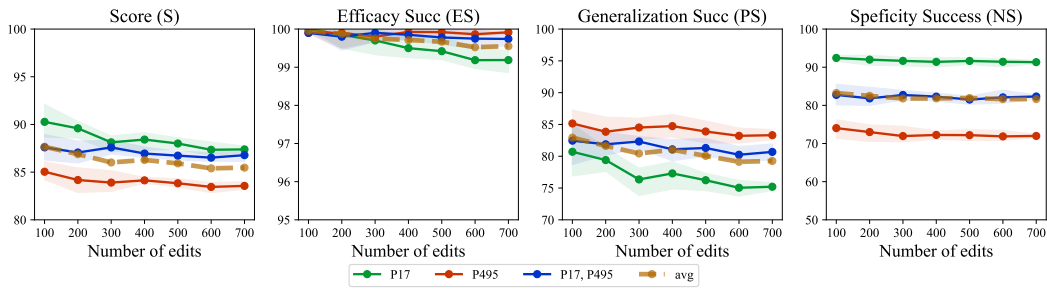 Score (S)
100
95
90
85
80
100 200 300 400 500 600 700
Number of edits
Efficacy Succ (ES)
100
99
98
97
96
95
100 200 300 400 500 600 700
Number of edits
Generalization Succ (PS)
100
95
90
85
80
75
70
100 200 300 400 500 600 700
Number of edits
Speficity Success (NS)
100
90
80
70
60
50
100 200 300 400 500 600 700
Number of edits
P17 P495 P17, P495 avg